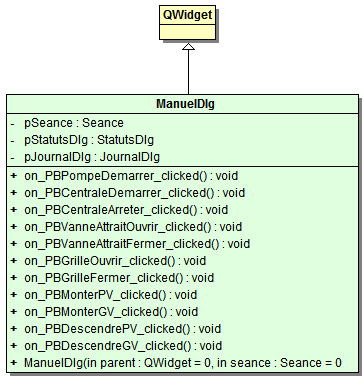 QWidget
ManuelDlg
- pSeance : Seance
- pStatutsDlg : StatutsDlg
- pJournalDlg : JournalDlg
+ on_PBPompeDemarrer_clicked() : void
+ on_PBCentraleDemarrer_clicked() : void
+ on_PBCentraleArreter_clicked() : void
+ on_PBVanneAttraitOuvrir_clicked() : void
+ on_PBVanneAttraitFermer_clicked() : void
+ on_PBGrilleOuvrir_clicked() : void
+ on_PBGrilleFermer_clicked() : void
+ on_PBMonterPV_clicked() : void
+ on_PBMonterGV_clicked() : void
+ on_PBDescendrePV_clicked() : void
+ on_PBDescendreGV_clicked() : void
+ ManuelDlg(in parent : QWidget = 0, in seance : Seance = 0